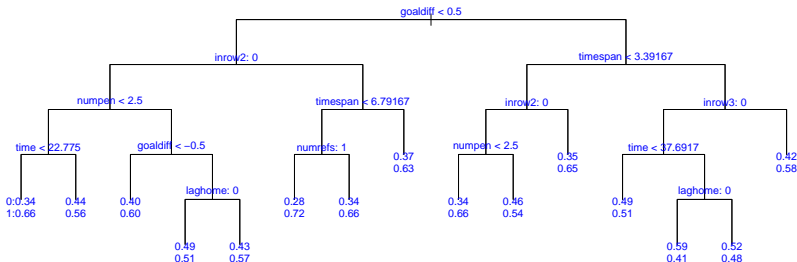 goaldiff < 0.5
inrow2: 0
timespan < 3.39167
numpen < 2.5
timespan < 6.79167
inrow2: 0
inrow3: 0
time < 22.775
goaldiff < −0.5
numrefs: 1
0.37
0.63
numpen < 2.5
0.35
0.65
time < 37.6917
0.42
0.58
0:0.34
1:0.66
0.44
0.56
0.40
0.60
laghome: 0
0.28
0.72
0.34
0.66
0.34
0.66
0.46
0.54
0.49
0.51
laghome: 0
0.49
0.51
0.43
0.57
0.59
0.41
0.52
0.48